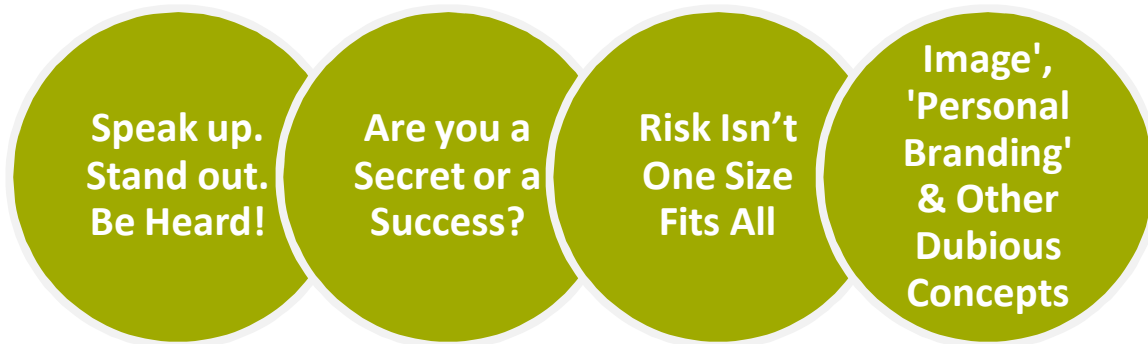 Speak up.
Stand out.
Be Heard!
Are you a
Secret or a
Success?
Risk Isn’t
One Size
Fits All
Image',
'Personal
Branding'
& Other
Dubious
Concepts